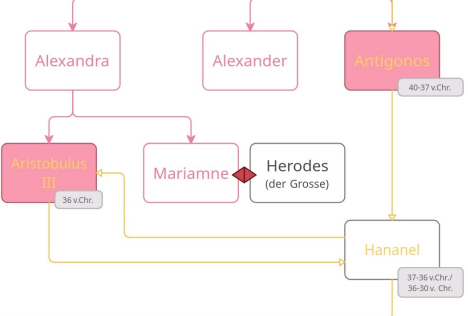 Alexandra
Alexander
Antigonos
40-37 v.Chr.
Aristobulus
III
36 v.Chr.
Mariamne
Herodes
(der Grosse)
Hananel
37-36 v.Chr./
36-30 v. Chr.